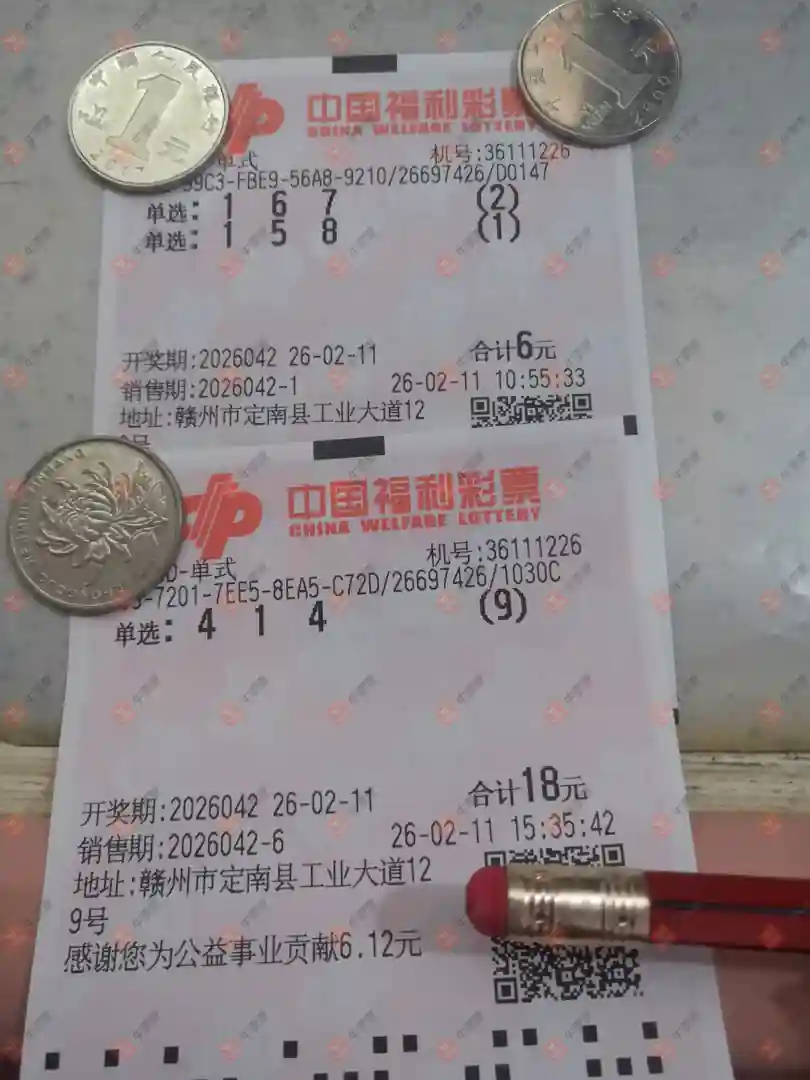 中国福利彩票
CHINA WELFARE LOTTERY
单式
机号:36111226
99C3-FBE9-56A8-9210/26697426/D0147
单选: 1 6 7 (2)
单选: 1 5 8 (1)
开奖期:2026042 26-02-11 合计6元
销售期:2026042-1 26-02-11 10:55:33
地址:赣州市定南县工业大道12
号
中国福利彩票
CHINA WELFARE LOTTERY
D-单式
机号:36111226
-7201-7EE5-8EA5-C72D/26697426/1030C
单选: 4 1 4 (9)
开奖期:2026042 26-02-11 合计18元
销售期:2026042-6 26-02-11 15:35:42
地址:赣州市定南县工业大道12
9号
感谢您为公益事业贡献6.12元
1
元
1
元